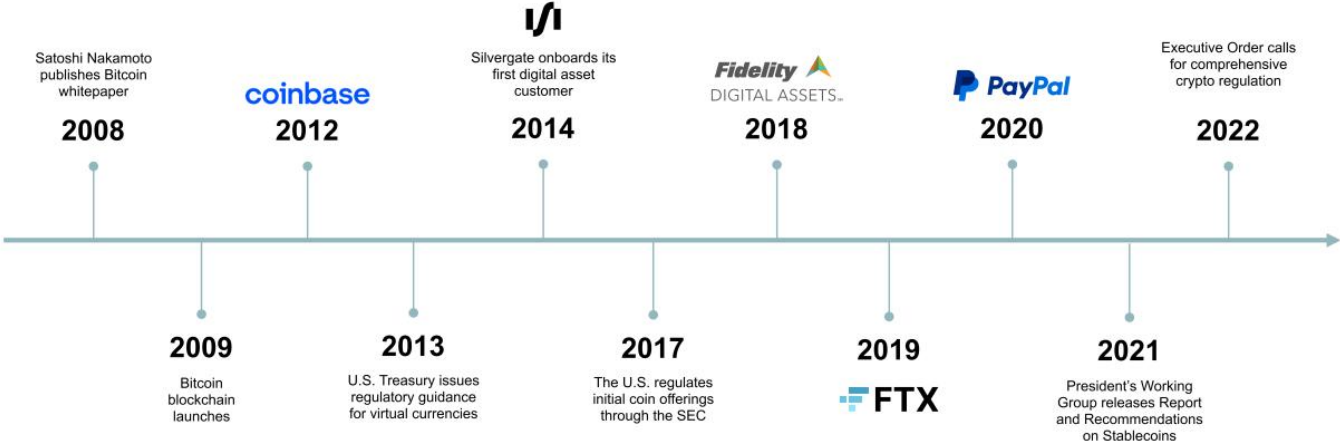 Satoshi Nakamoto
publishes Bitcoin
whitepaper
2008
coinbase
2012
Silvergate onboards its
first digital asset
customer
2014
Fidelity
DIGITAL ASSETS℠
2018
PayPal
2020
Executive Order calls
for comprehensive
crypto regulation
2022
2009
Bitcoin
blockchain
launches
2013
U.S. Treasury issues
regulatory guidance
for virtual currencies
2017
The U.S. regulates
initial coin offerings
through the SEC
2019
FTX
2021
President's Working
Group releases Report
and Recommendations
on Stablecoins